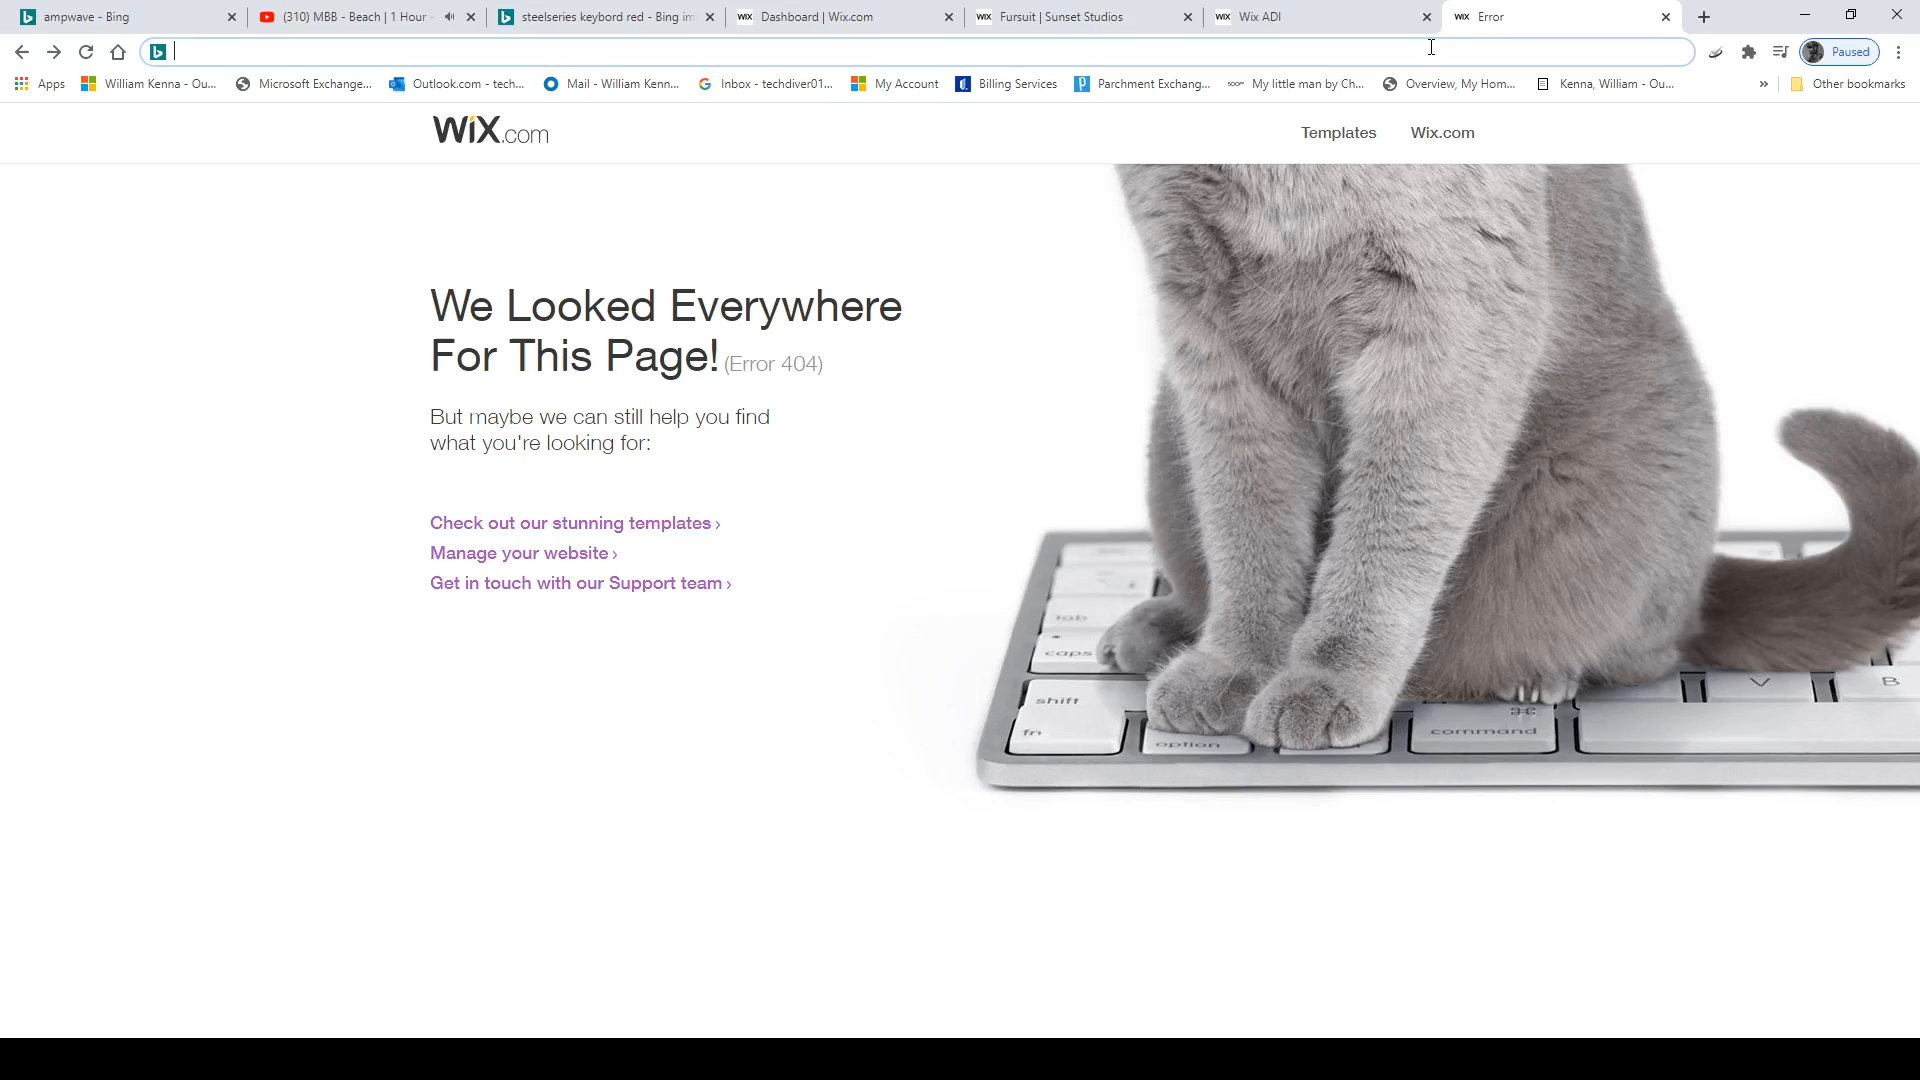 ampwave - Bing
(310) MBB - Beach | 1 Hour
steelseries keybord red - Bing im
WiX Dashboard | Wix.com
WiX Fursuit | Sunset Studios
WiX Wix ADI
WiX Error
Paused
Apps
William Kenna - Ou...
Microsoft Exchange...
Outlook.com - tech...
Mail - William Kenn...
Inbox - techdiver01...
My Account
Billing Services
Parchment Exchang...
My little man by Ch...
Overview, My Hom...
Kenna, William - Ou...
»
Other bookmarks
WiX.com
Templates
Wix.com
We Looked Everywhere
For This Page! (Error 404)
But maybe we can still help you find
what you're looking for:
Check out our stunning templates ›
Manage your website ›
Get in touch with our Support team ›
tab
caps
shift
fn
option
command
V
B